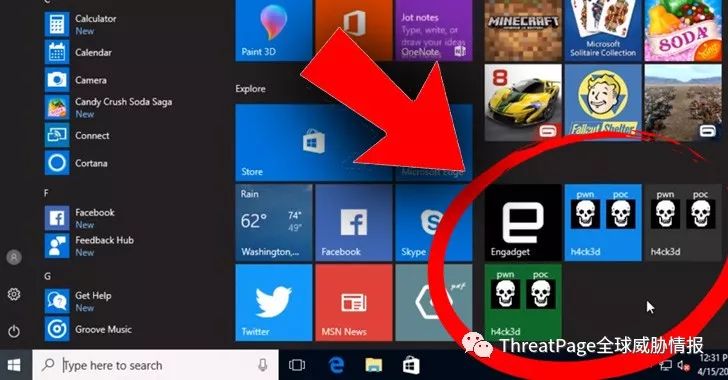 C
Calculator
New
Calendar
Camera
Candy Crush Soda Saga
New
Connect
Cortana
F
Facebook
New
Feedback Hub
New
G
Get Help
New
Groove Music
Paint 3D
Office
Jot notes
Type, write, or
draw your ideas
OneNote
Explore
Store
Microsoft Edge
Rain
62° 74°
49°
Washington,...
Facebook
Skype
Twitter
MSN News
MINECRAFT
Microsoft
Solitaire Collection
SODA
8
Fallout Shelter
e
Engadget
pwn poc
h4ck3d
pwn poc
h4ck3d
pwn poc
h4ck3d
Type here to search
12:31 P
4/15/20
ThreatPage全球威胁情报